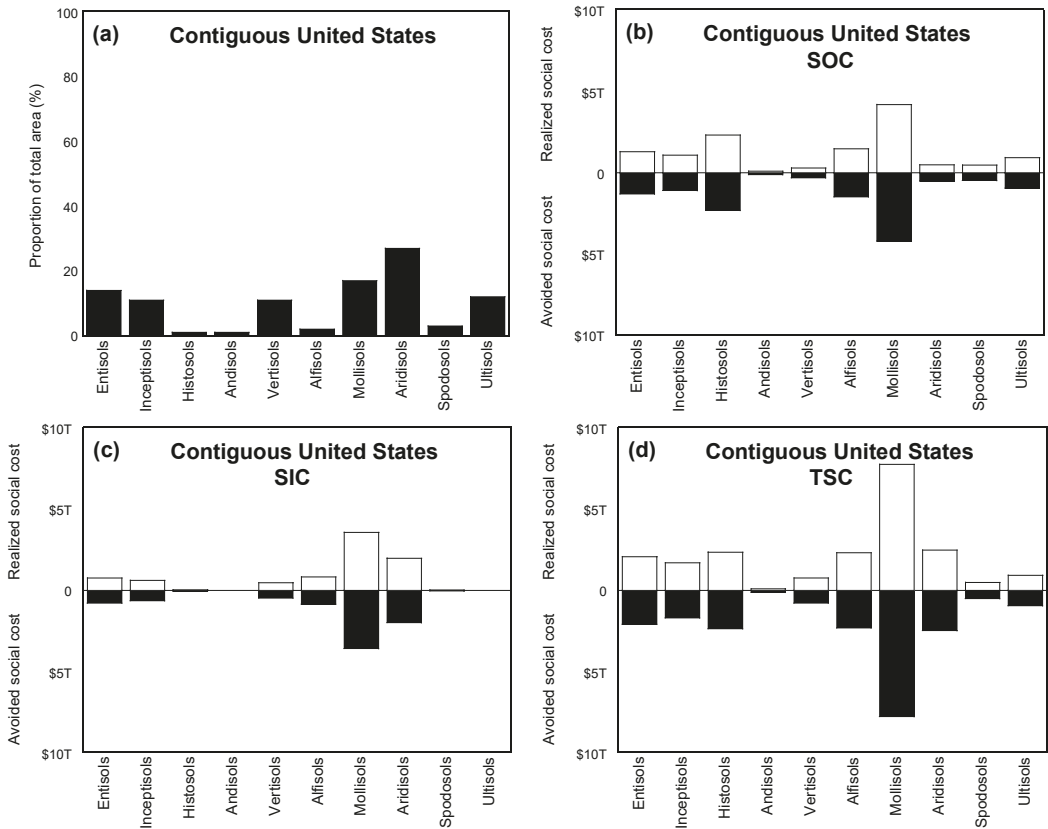 (a) Contiguous United States
Proportion of total area (%)
100
80
60
40
20
0
Entisols
Inceptisols
Histosols
Andisols
Vertisols
Alfisols
Mollisols
Aridisols
Spodosols
Ultisols
(b) Contiguous United States
SOC
Realized social cost
Avoided social cost
$10T
$5T
0
$5T
$10T
Entisols
Inceptisols
Histosols
Andisols
Vertisols
Alfisols
Mollisols
Aridisols
Spodosols
Ultisols
(c) Contiguous United States
SIC
Realized social cost
Avoided social cost
$10T
$5T
0
$5T
$10T
Entisols
Inceptisols
Histosols
Andisols
Vertisols
Alfisols
Mollisols
Aridisols
Spodosols
Ultisols
(d) Contiguous United States
TSC
Realized social cost
Avoided social cost
$10T
$5T
0
$5T
$10T
Entisols
Inceptisols
Histosols
Andisols
Vertisols
Alfisols
Mollisols
Aridisols
Spodosols
Ultisols